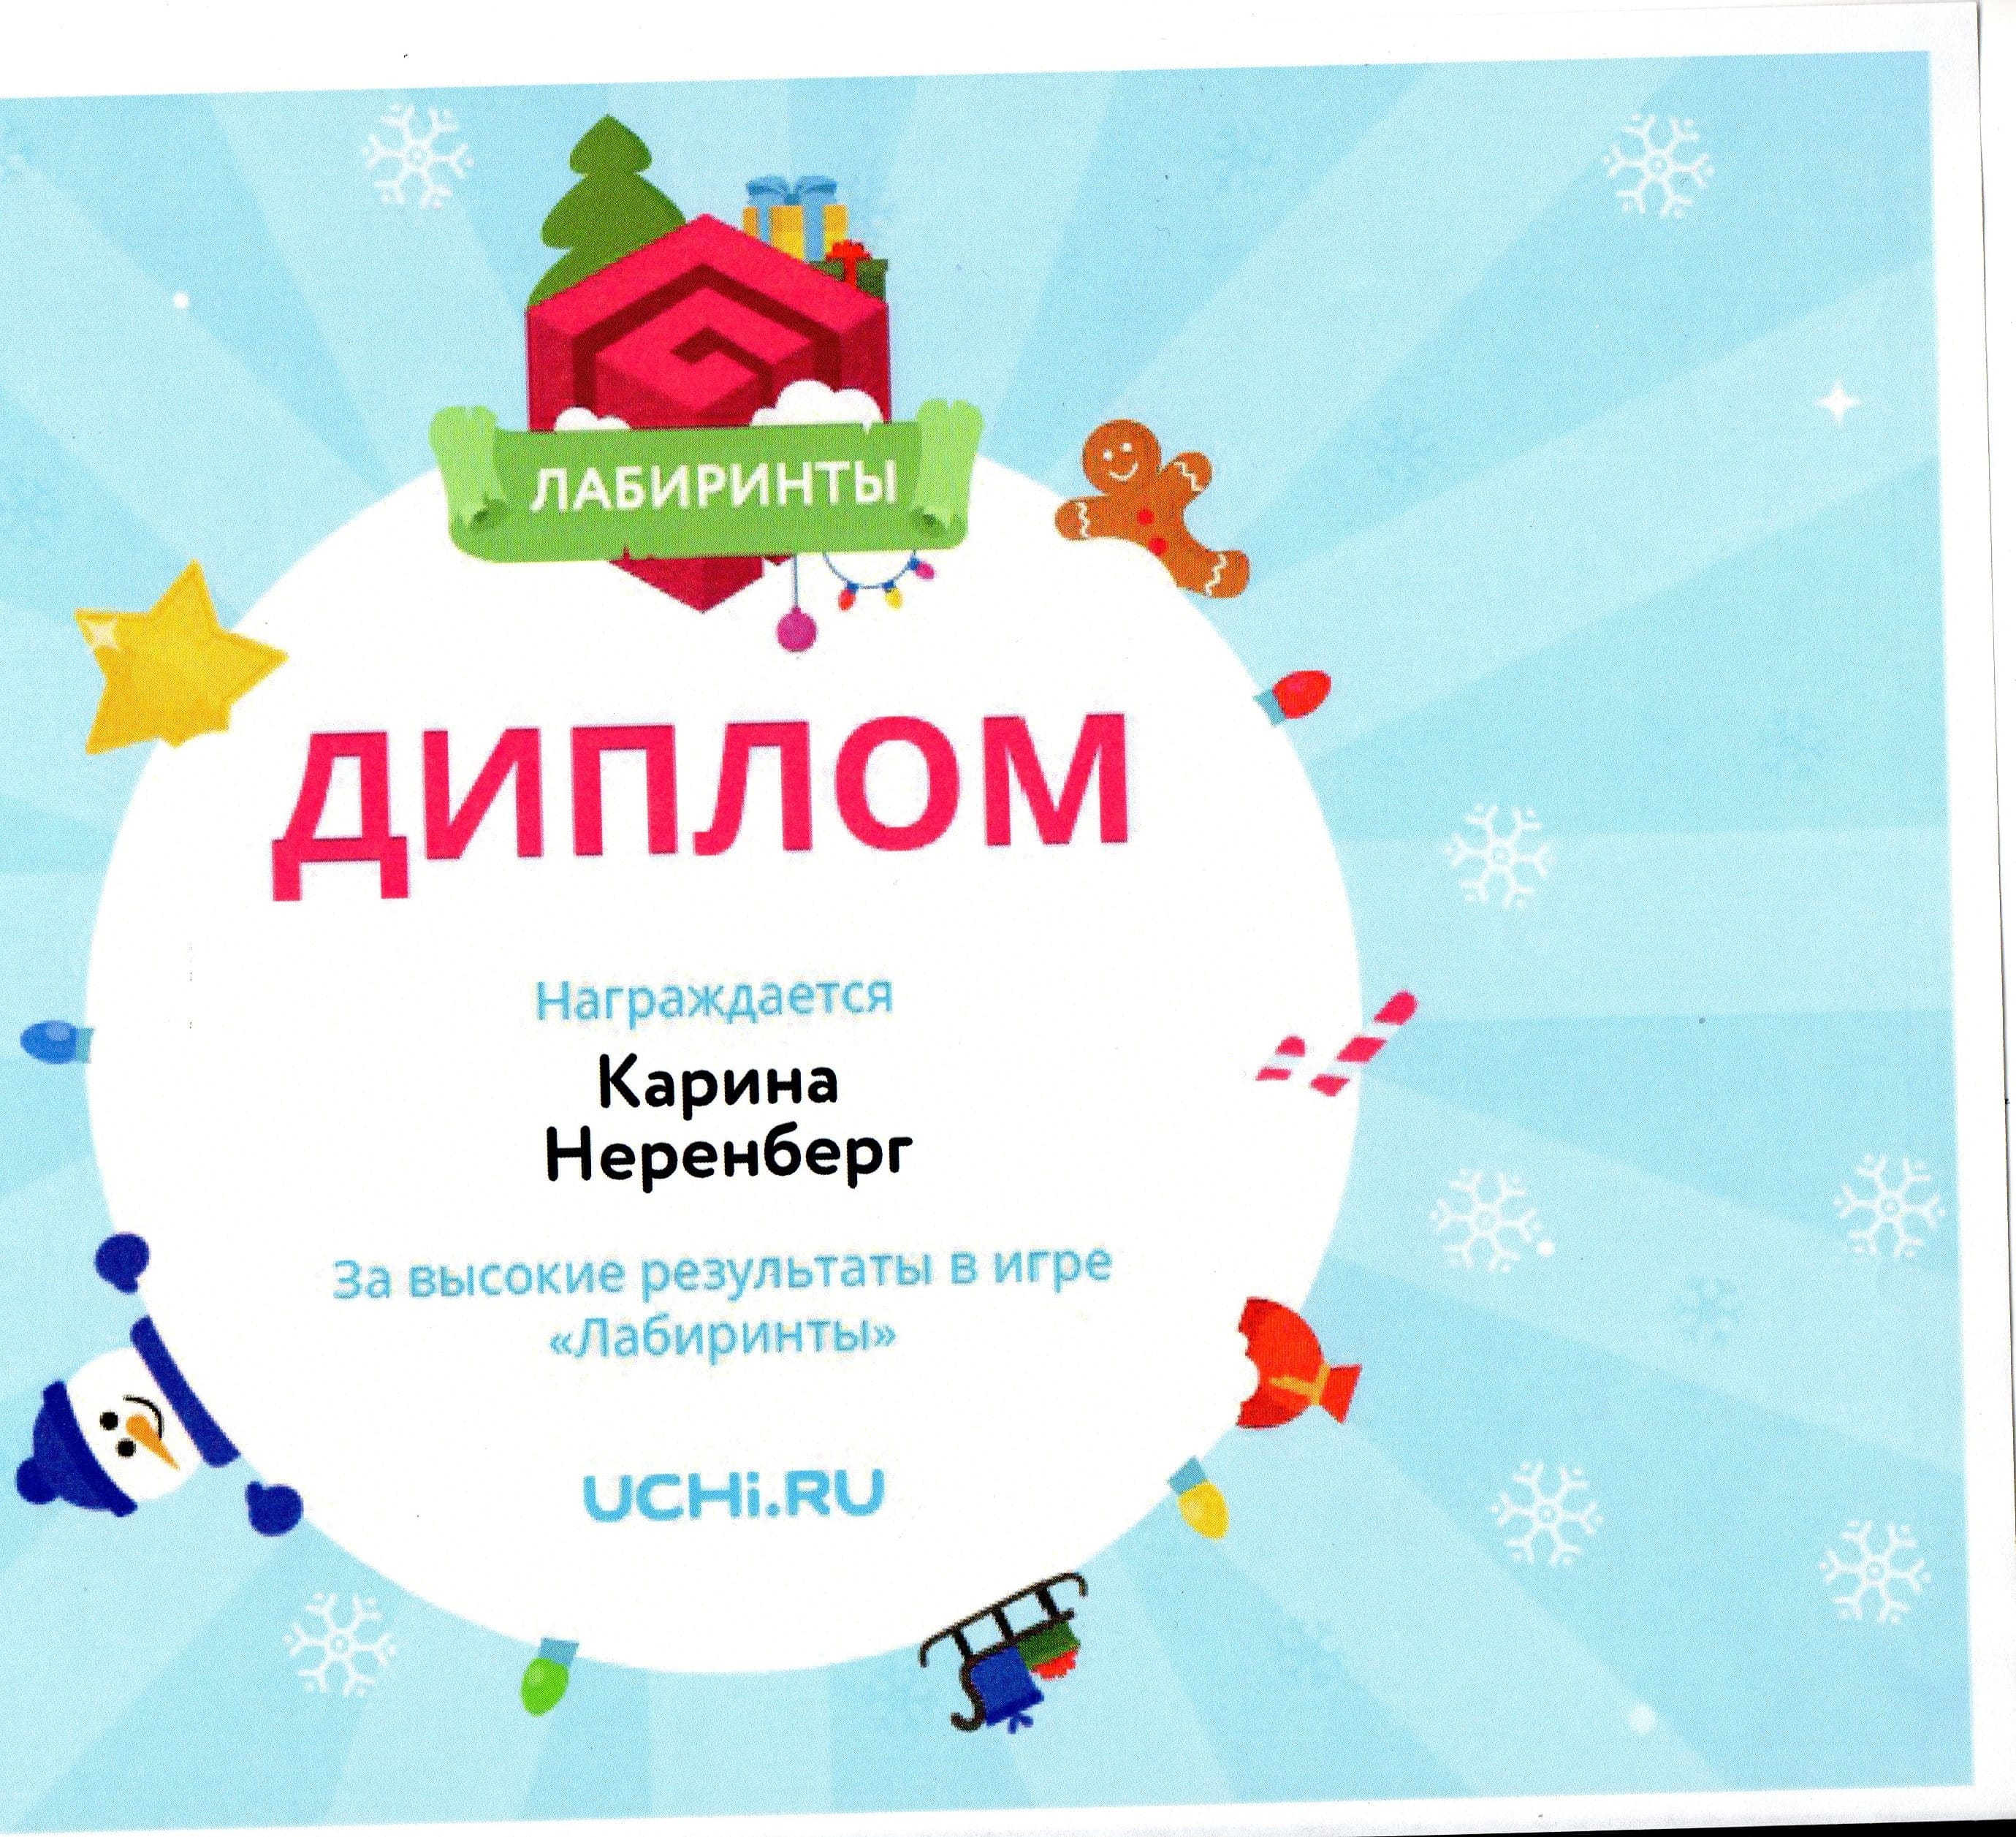 ЛАБИРИНТЫ
ДИПЛОМ
Награждается
Карина
Неренберг
За высокие результаты в игре
«Лабиринты»
UCHi.RU